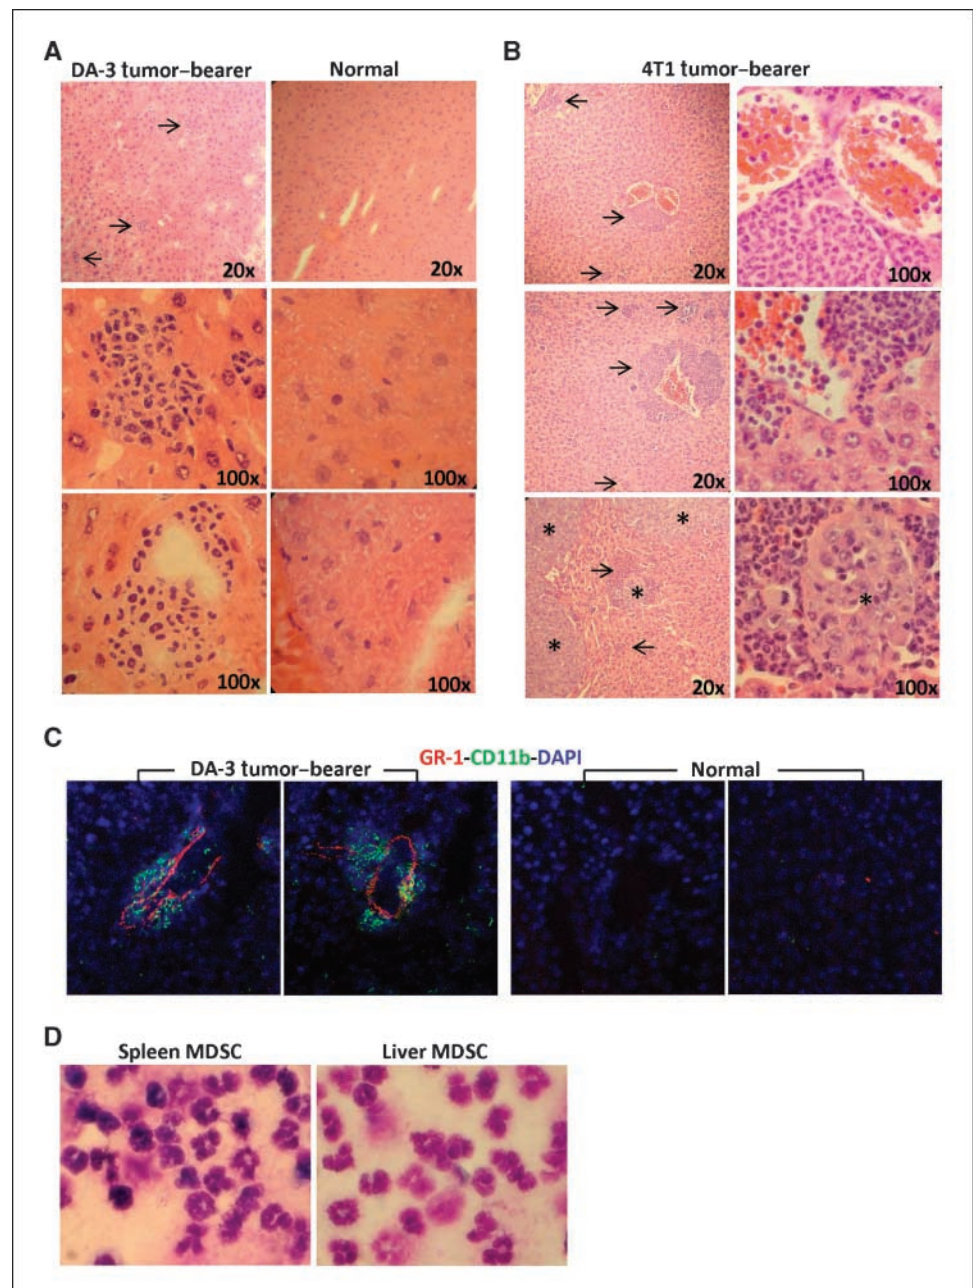 A
DA-3 tumor–bearer
Normal
20x
20x
100x
100x
100x
100x
B
4T1 tumor–bearer
20x
100x
20x
100x
*
*
*
*
20x
*
100x
C
GR-1-CD11b-DAPI
DA-3 tumor–bearer
Normal
D
Spleen MDSC
Liver MDSC